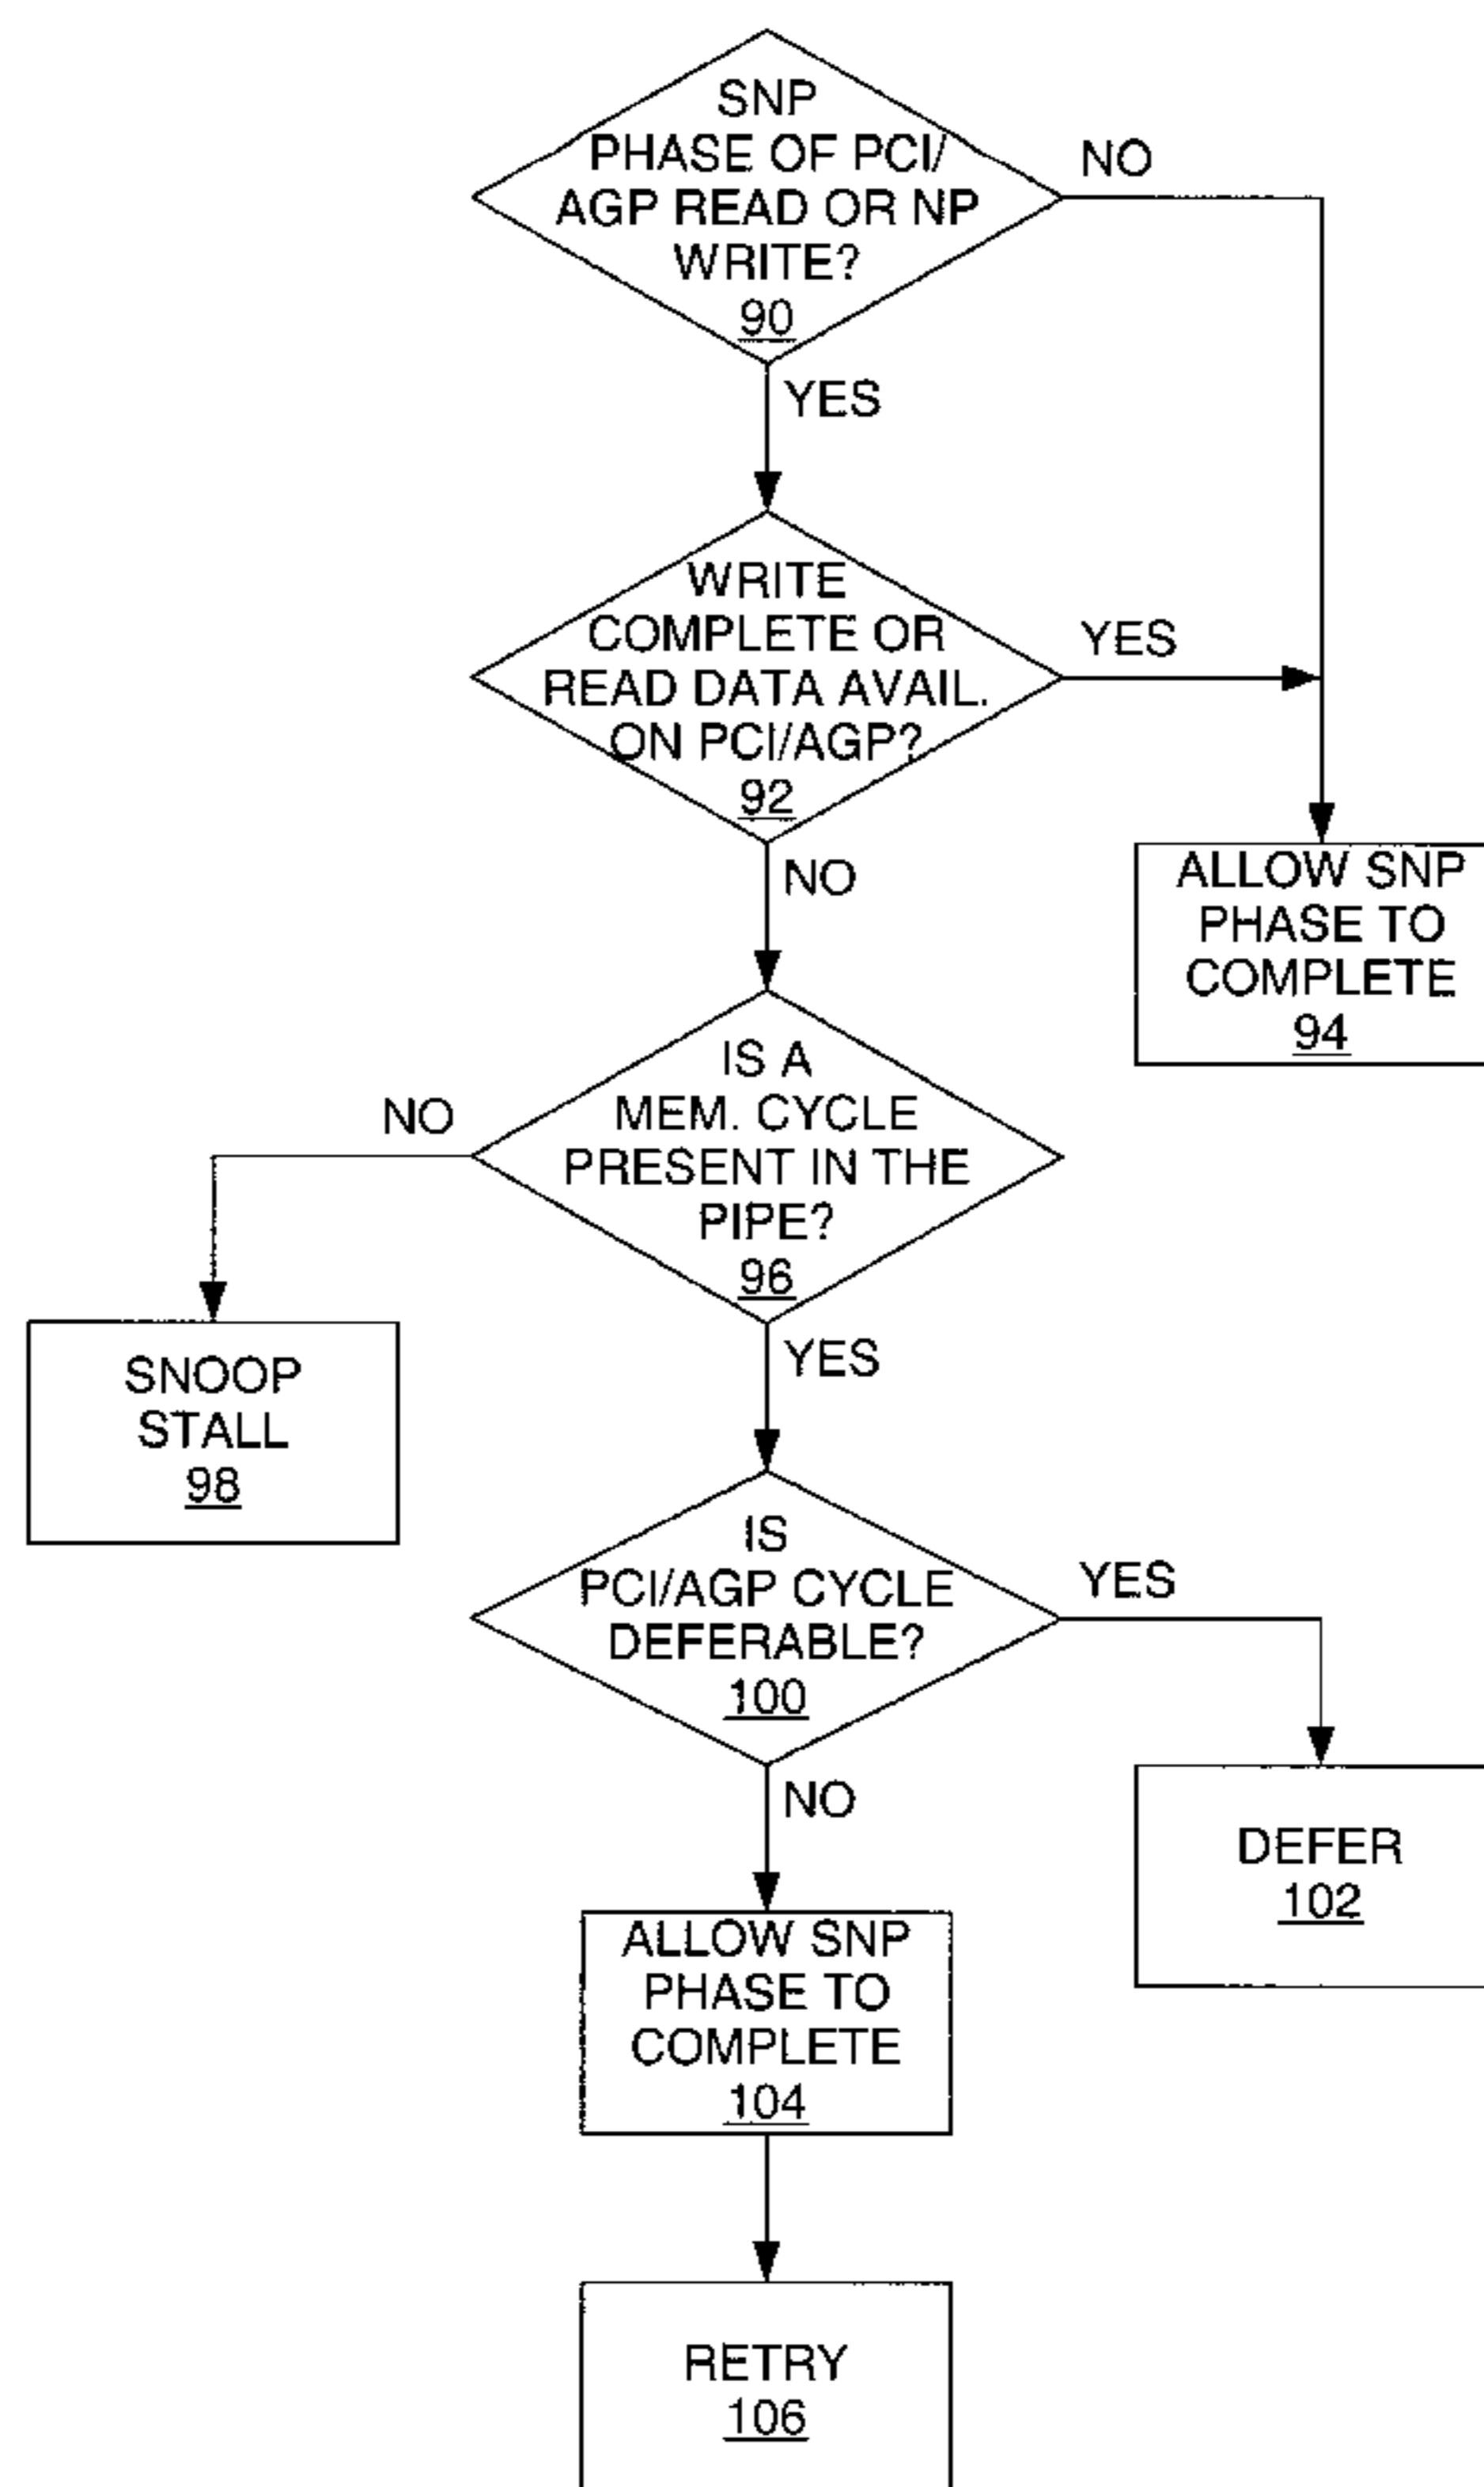 SNP
PHASE OF PCI/
AGP READ OR NP
WRITE?
90
NO
YES
WRITE
COMPLETE OR
READ DATA AVAIL.
ON PCI/AGP?
92
YES
NO
ALLOW SNP
PHASE TO
COMPLETE
94
IS A
MEM. CYCLE
PRESENT IN THE
PIPE?
96
NO
YES
SNOOP
STALL
98
IS
PCI/AGP CYCLE
DEFERABLE?
100
YES
NO
DEFER
102
ALLOW SNP
PHASE TO
COMPLETE
104
RETRY
106